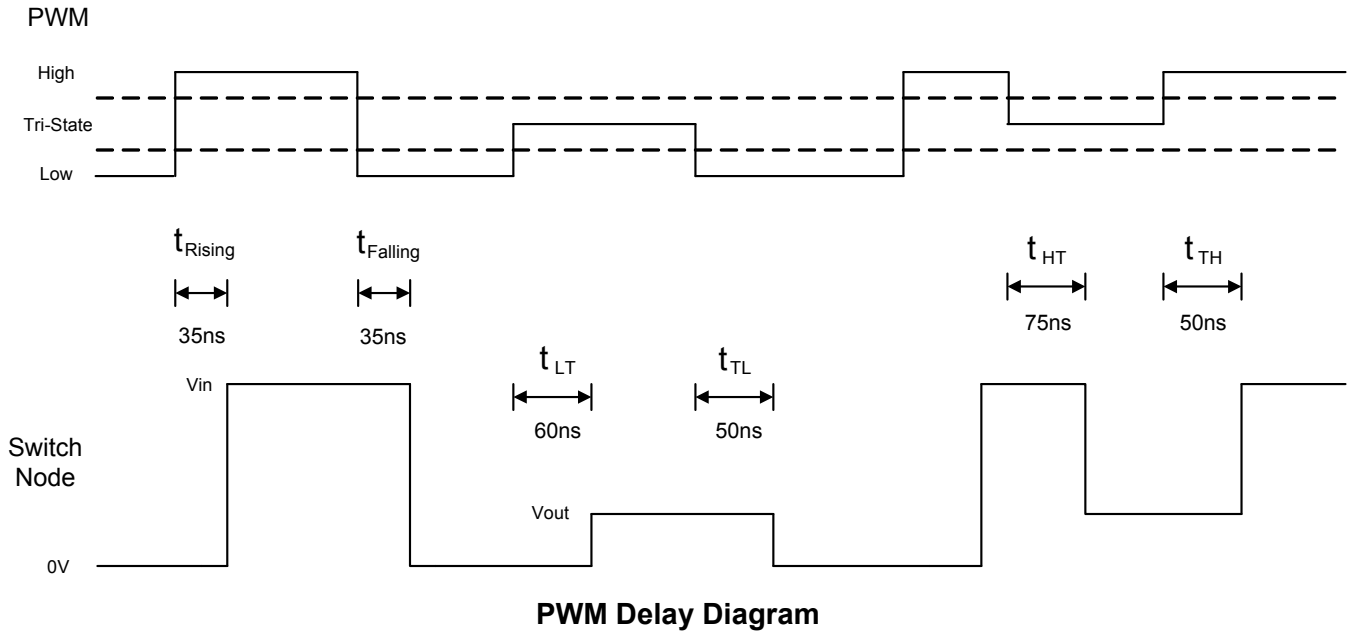 PWM
High
Tri-State
Low
tRising
tFalling
tHT
tTH
35ns
35ns
75ns
50ns
tLT
tTL
Vin
60ns
50ns
Switch
Node
Vout
0V
PWM Delay Diagram